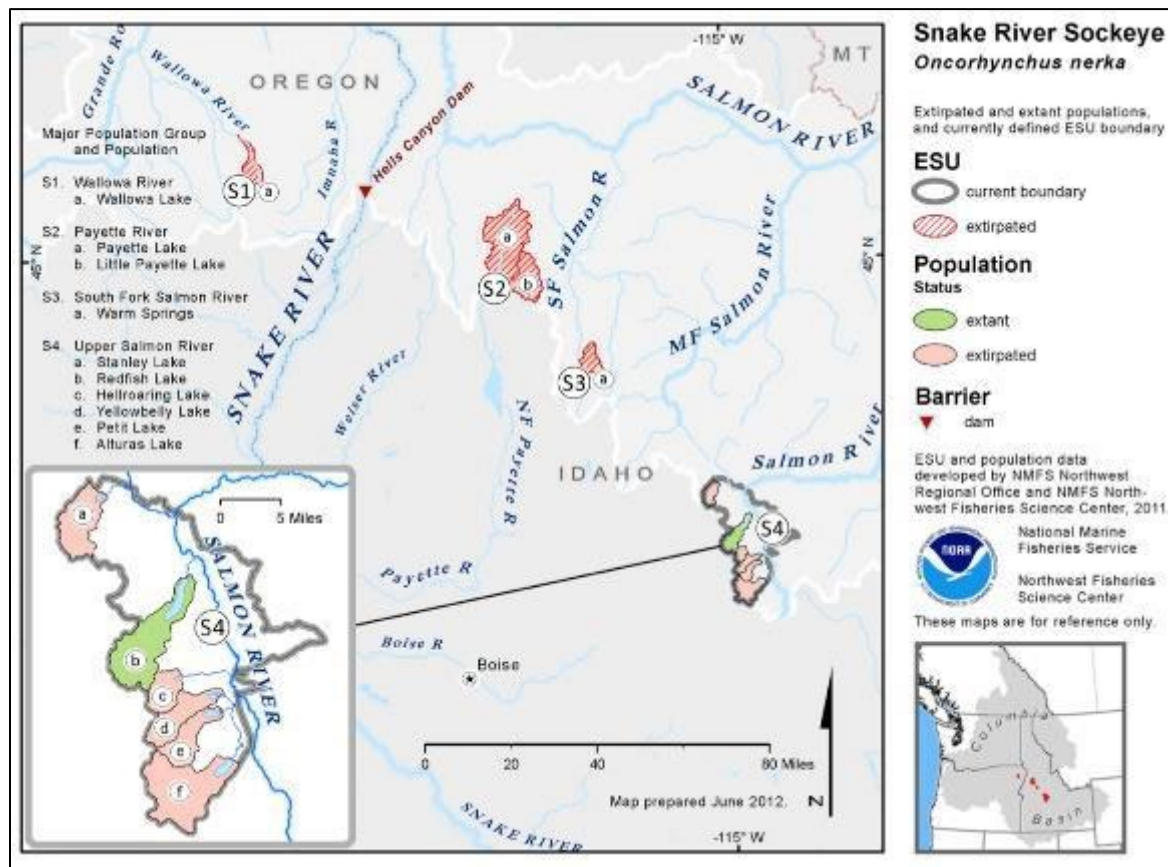 -115° W
MT
OREGON
Grande Ro
Wallowa River
Imnaha R
Hells Canyon Dam
SALMON RIVER
Major Population Group
and Population
S1. Wallowa River
a. Wallowa Lake
S2. Payette River
a. Payette Lake
b. Little Payette Lake
S3. South Fork Salmon River
a. Warm Springs
S4. Upper Salmon River
a. Stanley Lake
b. Redfish Lake
c. Hellroaring Lake
d. Yellowbelly Lake
e. Petit Lake
f. Alturas Lake
45° N
S1
a
SNAKE RIVER
a
S2
b
SF Salmon R
MF Salmon River
45° N
S3
a
Weiser River
NF Payette R
IDAHO
Salmon River
S4
Payette R
Boise R
Boise
0 20 40 80 Miles
Map prepared June 2012.
N
SNAKE RIVER
-115° W
0 5 Miles
a
SALMON RIVER
S4
b
c
d
e
f
Snake River Sockeye
Oncorhynchus nerka
Extirpated and extant populations,
and currently defined ESU boundary
ESU
current boundary
extirpated
Population
Status
extant
extirpated
Barrier
dam
ESU and population data
developed by NMFS Northwest
Regional Office and NMFS North-
west Fisheries Science Center, 2011
NOAA
National Marine
Fisheries Service
Northwest Fisheries
Science Center
These maps are for reference only.
Columbia
Basin